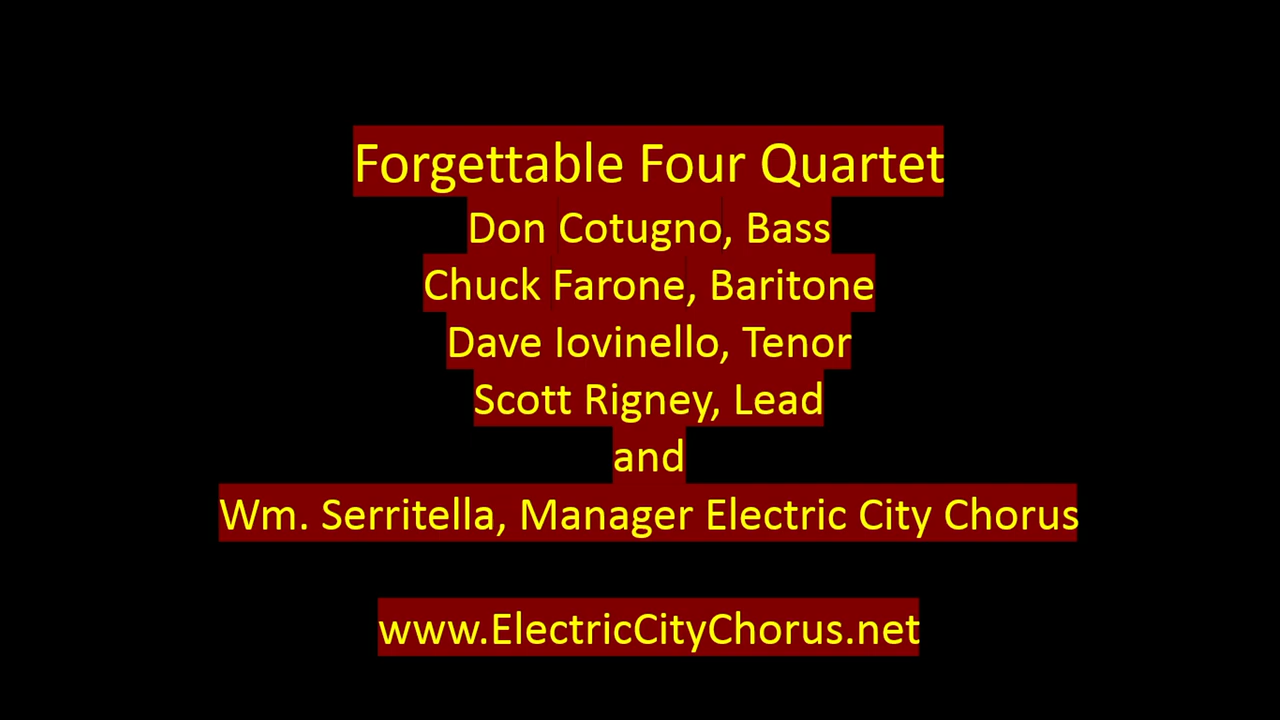 Forgettable Four Quartet
Don Cotugno, Bass
Chuck Farone, Baritone
Dave Iovinello, Tenor
Scott Rigney, Lead
and
Wm. Serritella, Manager Electric City Chorus
www.ElectricCityChorus.net